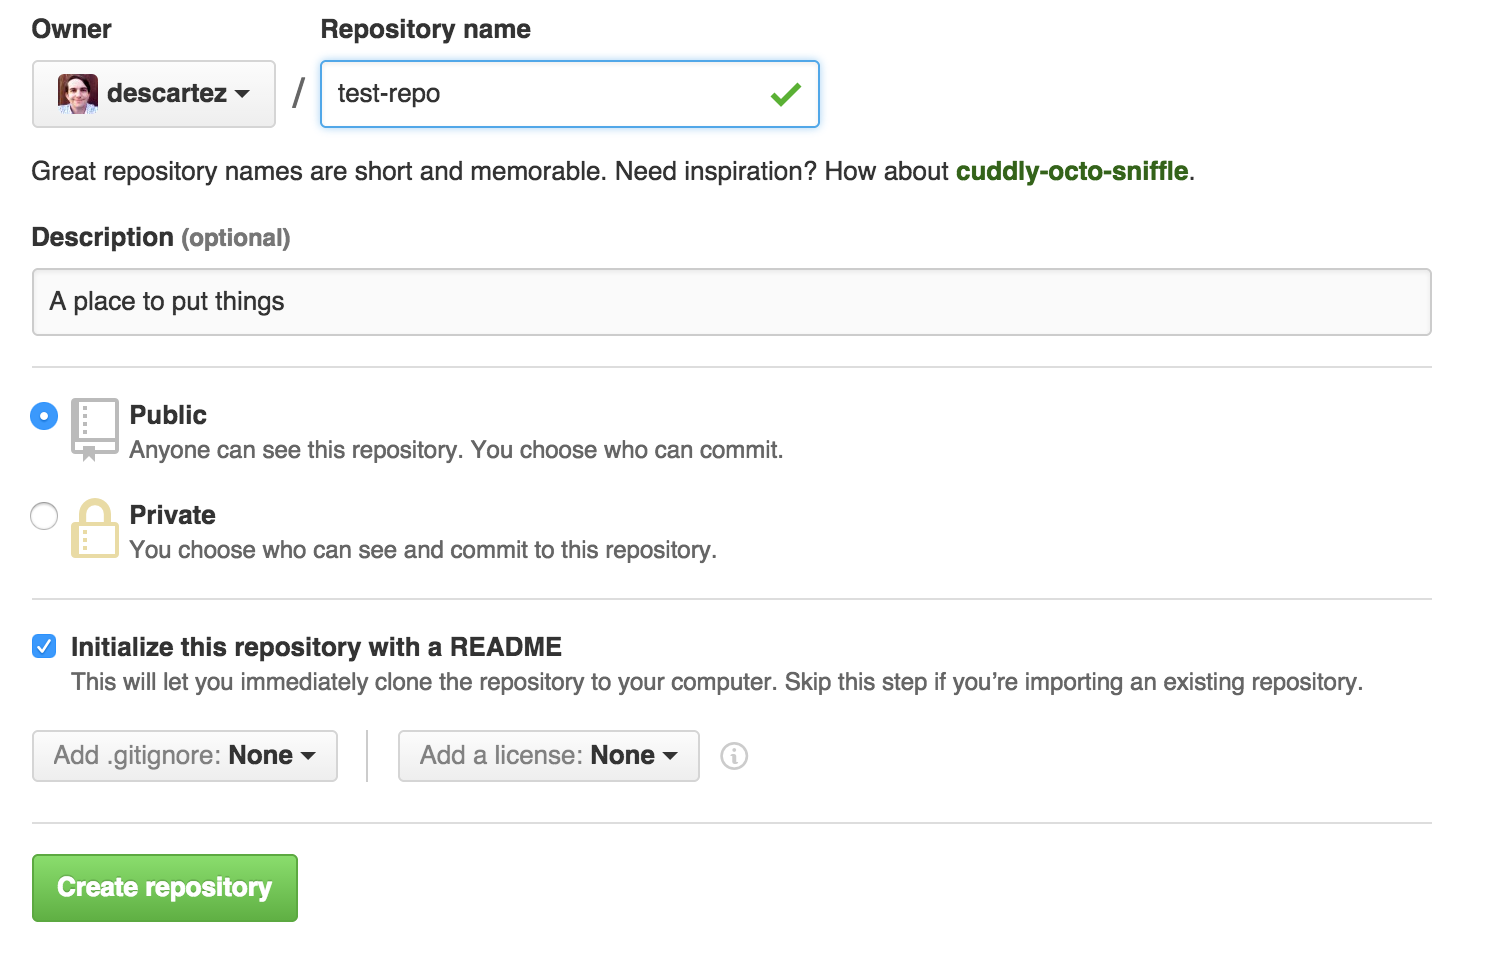 Owner
Repository name
descartez / test-repo
Great repository names are short and memorable. Need inspiration? How about cuddly-octo-sniffle.
Description (optional)
A place to put things
Public
Anyone can see this repository. You choose who can commit.
Private
You choose who can see and commit to this repository.
Initialize this repository with a README
This will let you immediately clone the repository to your computer. Skip this step if you’re importing an existing repository.
Add .gitignore: None
Add a license: None
Create repository